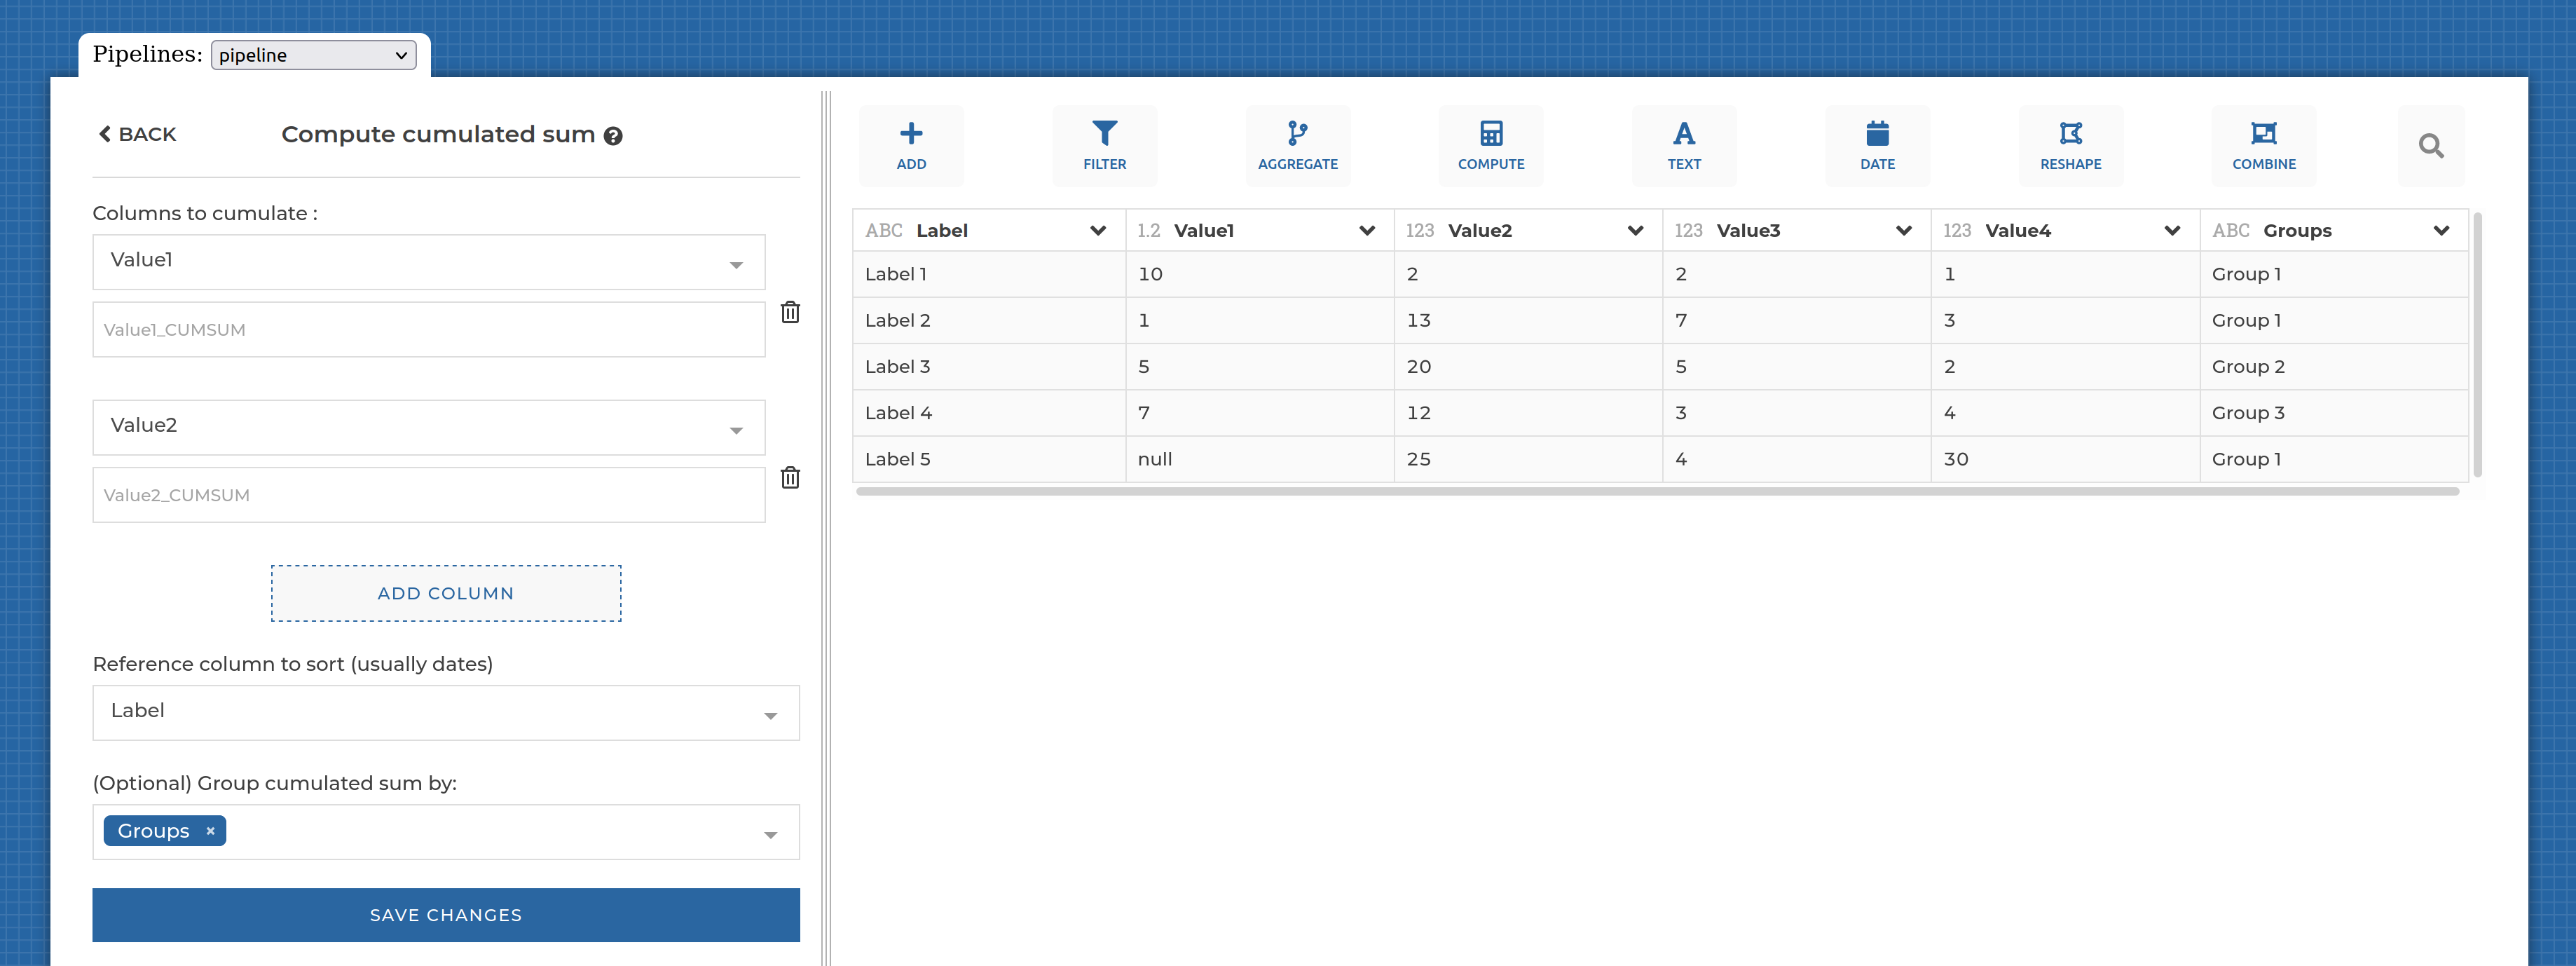 Pipelines: pipeline
BACK Compute cumulated sum ?
Columns to cumulate :
Value1
Value1_CUMSUM
Value2
Value2_CUMSUM
ADD COLUMN
Reference column to sort (usually dates)
Label
(Optional) Group cumulated sum by:
Groups ×
SAVE CHANGES
ADD FILTER AGGREGATE COMPUTE TEXT DATE RESHAPE COMBINE
ABC Label 1.2 Value1 123 Value2 123 Value3 123 Value4 ABC Groups
Label 1 10 2 2 1 Group 1
Label 2 1 13 7 3 Group 1
Label 3 5 20 5 2 Group 2
Label 4 7 12 3 4 Group 3
Label 5 null 25 4 30 Group 1